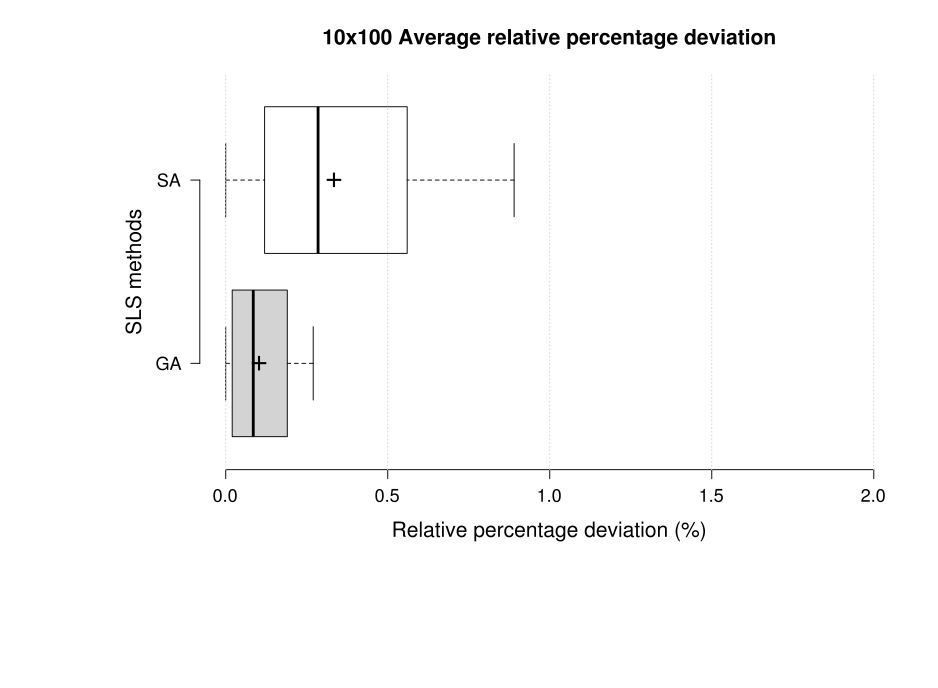 10x100 Average relative percentage deviation
SLS methods
SA
GA
0.0 0.5 1.0 1.5 2.0
Relative percentage deviation (%)